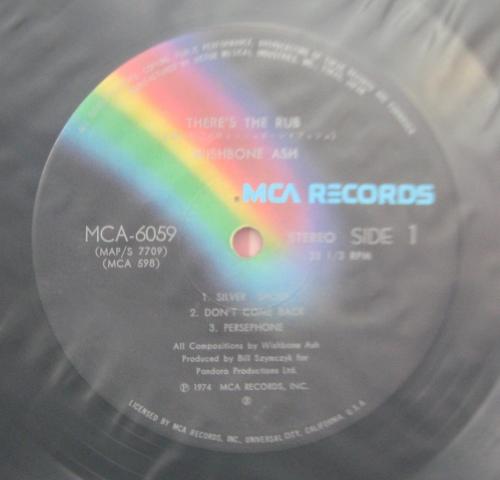 THERE'S THE RUB
WISHBONE ASH
MCA RECORDS
MCA-6059
(MAP/S 7709)
(MCA 598)
STEREO SIDE 1
33 1/3 RPM
1. SILVER SHOES
2. DON'T COME BACK
3. PERSEPHONE
All Compositions by Wishbone Ash
Produced by Bill Szymczyk for
Pandora Productions Ltd.
Ⓟ 1974 MCA RECORDS, INC.
LICENSED BY MCA RECORDS, INC., UNIVERSAL CITY, CALIFORNIA, U.S.A.